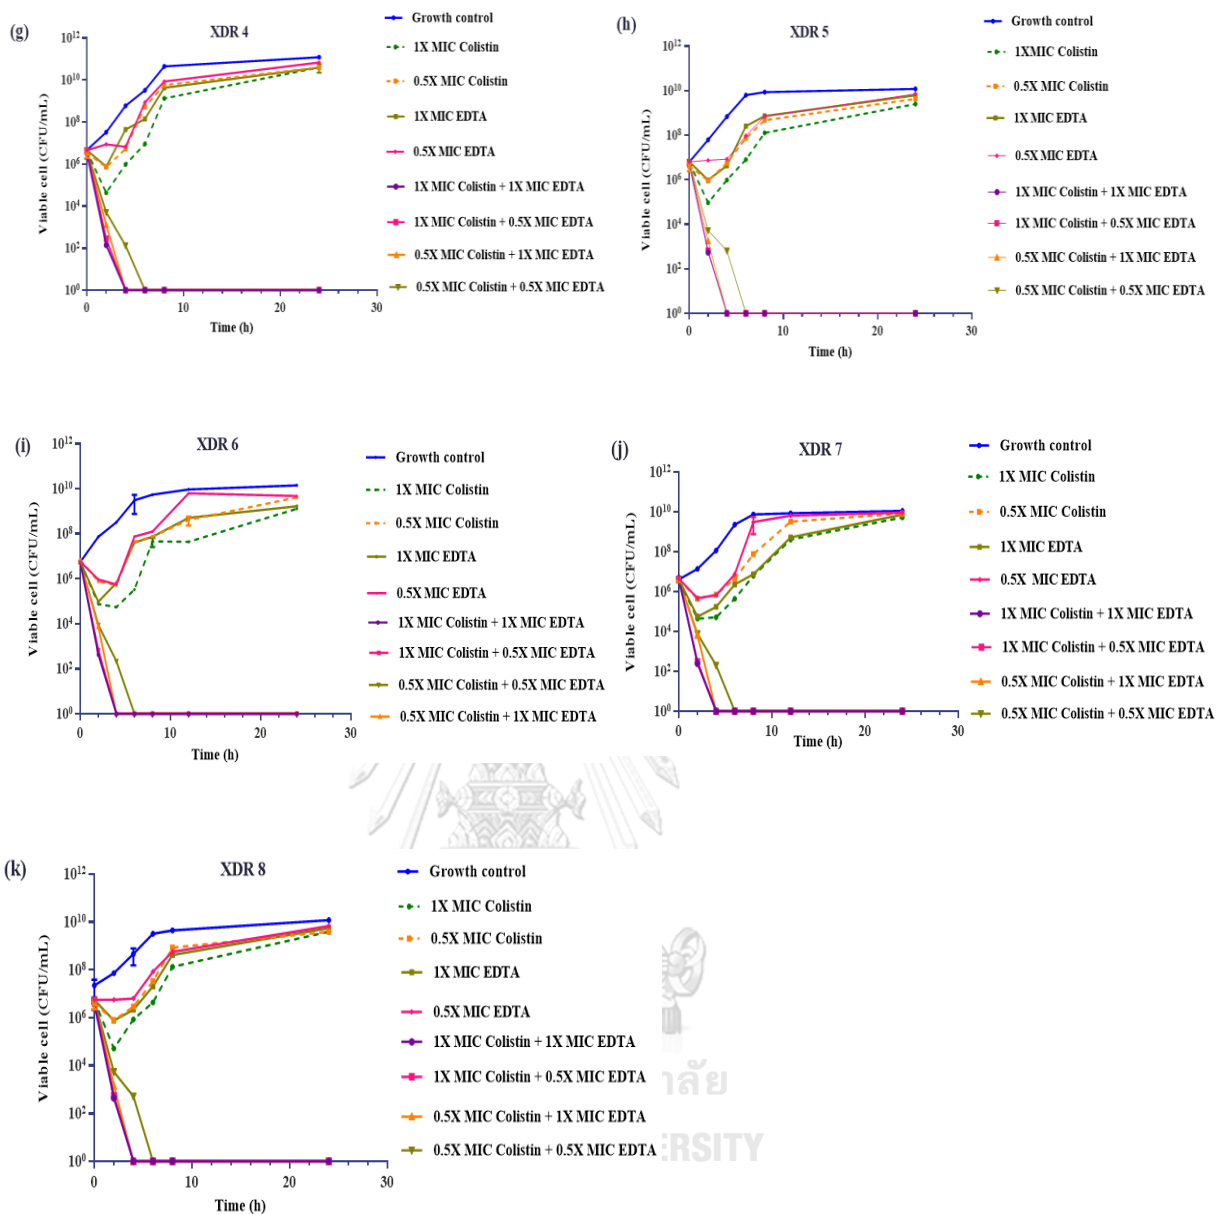 (g)
XDR 4
Viable cell (CFU/mL)
10¹²
10¹⁰
10⁸
10⁶
10⁴
10²
10⁰
0
10
20
30
Time (h)
Growth control
1X MIC Colistin
0.5X MIC Colistin
1X MIC EDTA
0.5X MIC EDTA
1X MIC Colistin + 1X MIC EDTA
1X MIC Colistin + 0.5X MIC EDTA
0.5X MIC Colistin + 1X MIC EDTA
0.5X MIC Colistin + 0.5X MIC EDTA
(h)
XDR 5
Viable cell (CFU/mL)
10¹²
10¹⁰
10⁸
10⁶
10⁴
10²
10⁰
0
10
20
30
Time (h)
Growth control
1XMIC Colistin
0.5X MIC Colistin
1X MIC EDTA
0.5X MIC EDTA
1X MIC Colistin + 1X MIC EDTA
1X MIC Colistin + 0.5X MIC EDTA
0.5X MIC Colistin + 1X MIC EDTA
0.5X MIC Colistin + 0.5X MIC EDTA
(i)
XDR 6
Viable cell (CFU/mL)
10¹²
10¹⁰
10⁸
10⁶
10⁴
10²
10⁰
0
10
20
30
Time (h)
Growth control
1X MIC Colistin
0.5X MIC Colistin
1X MIC EDTA
0.5X MIC EDTA
1X MIC Colistin + 1X MIC EDTA
1X MIC Colistin + 0.5X MIC EDTA
0.5X MIC Colistin + 0.5X MIC EDTA
0.5X MIC Colistin + 1X MIC EDTA
(j)
XDR 7
Viable cell (CFU/mL)
10¹²
10¹⁰
10⁸
10⁶
10⁴
10²
10⁰
0
10
20
30
Time (h)
Growth control
1X MIC Colistin
0.5X MIC Colistin
1X MIC EDTA
0.5X MIC EDTA
1X MIC Colistin + 1X MIC EDTA
1X MIC Colistin + 0.5X MIC EDTA
0.5X MIC Colistin + 1X MIC EDTA
0.5X MIC Colistin + 0.5X MIC EDTA
(k)
XDR 8
Viable cell (CFU/mL)
10¹²
10¹⁰
10⁸
10⁶
10⁴
10²
10⁰
0
10
20
30
Time (h)
Growth control
1X MIC Colistin
0.5X MIC Colistin
1X MIC EDTA
0.5X MIC EDTA
1X MIC Colistin + 1X MIC EDTA
1X MIC Colistin + 0.5X MIC EDTA
0.5X MIC Colistin + 1X MIC EDTA
0.5X MIC Colistin + 0.5X MIC EDTA
าลัย
ERSITY